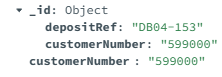 _id: Object
depositRef: "DB04-153"
customerNumber: "599000"
customerNumber : "599000"